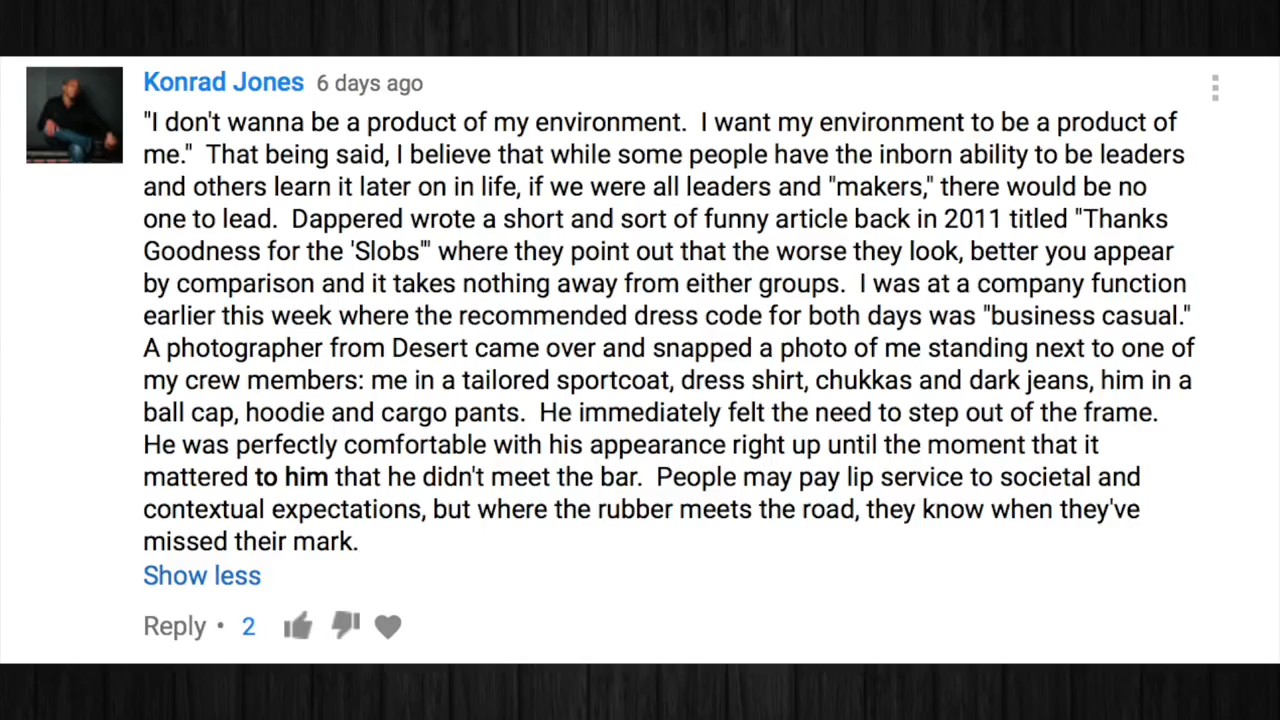 Konrad Jones 6 days ago
"I don't wanna be a product of my environment.  I want my environment to be a product of
me."  That being said, I believe that while some people have the inborn ability to be leaders
and others learn it later on in life, if we were all leaders and "makers," there would be no
one to lead.  Dappered wrote a short and sort of funny article back in 2011 titled "Thanks
Goodness for the 'Slobs'" where they point out that the worse they look, better you appear
by comparison and it takes nothing away from either groups.  I was at a company function
earlier this week where the recommended dress code for both days was "business casual."
A photographer from Desert came over and snapped a photo of me standing next to one of
my crew members: me in a tailored sportcoat, dress shirt, chukkas and dark jeans, him in a
ball cap, hoodie and cargo pants.  He immediately felt the need to step out of the frame.
He was perfectly comfortable with his appearance right up until the moment that it
mattered to him that he didn't meet the bar.  People may pay lip service to societal and
contextual expectations, but where the rubber meets the road, they know when they've
missed their mark.
Show less
Reply • 2